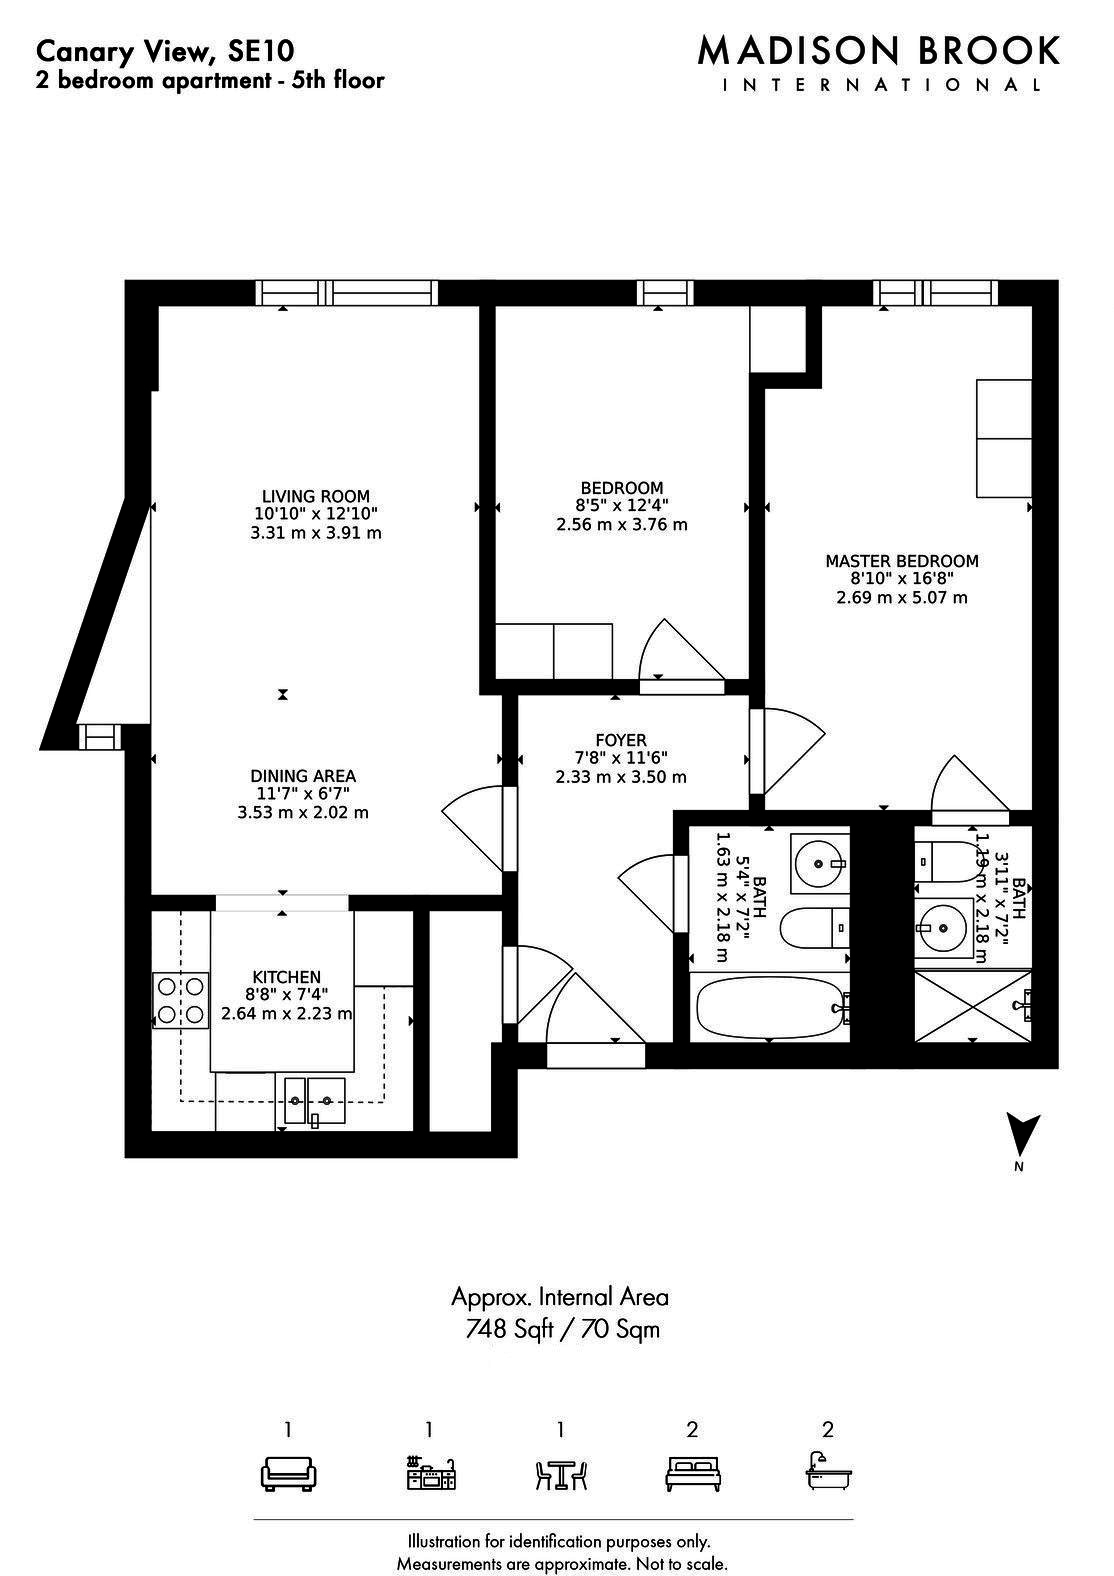 Canary View, SE10
2 bedroom apartment - 5th floor
MADISON BROOK
INTERNATIONAL
LIVING ROOM
10'10" x 12'10"
3.31 m x 3.91 m
BEDROOM
8'5" x 12'4"
2.56 m x 3.76 m
MASTER BEDROOM
8'10" x 16'8"
2.69 m x 5.07 m
FOYER
7'8" x 11'6"
2.33 m x 3.50 m
DINING AREA
11'7" x 6'7"
3.53 m x 2.02 m
BATH
5'4" x 7'2"
1.63 m x 2.18 m
BATH
3'11" x 7'2"
1.19 m x 2.18 m
KITCHEN
8'8" x 7'4"
2.64 m x 2.23 m
N
Approx. Internal Area
748 Sqft / 70 Sqm
1 1 1 2 2
Illustration for identification purposes only.
Measurements are approximate. Not to scale.